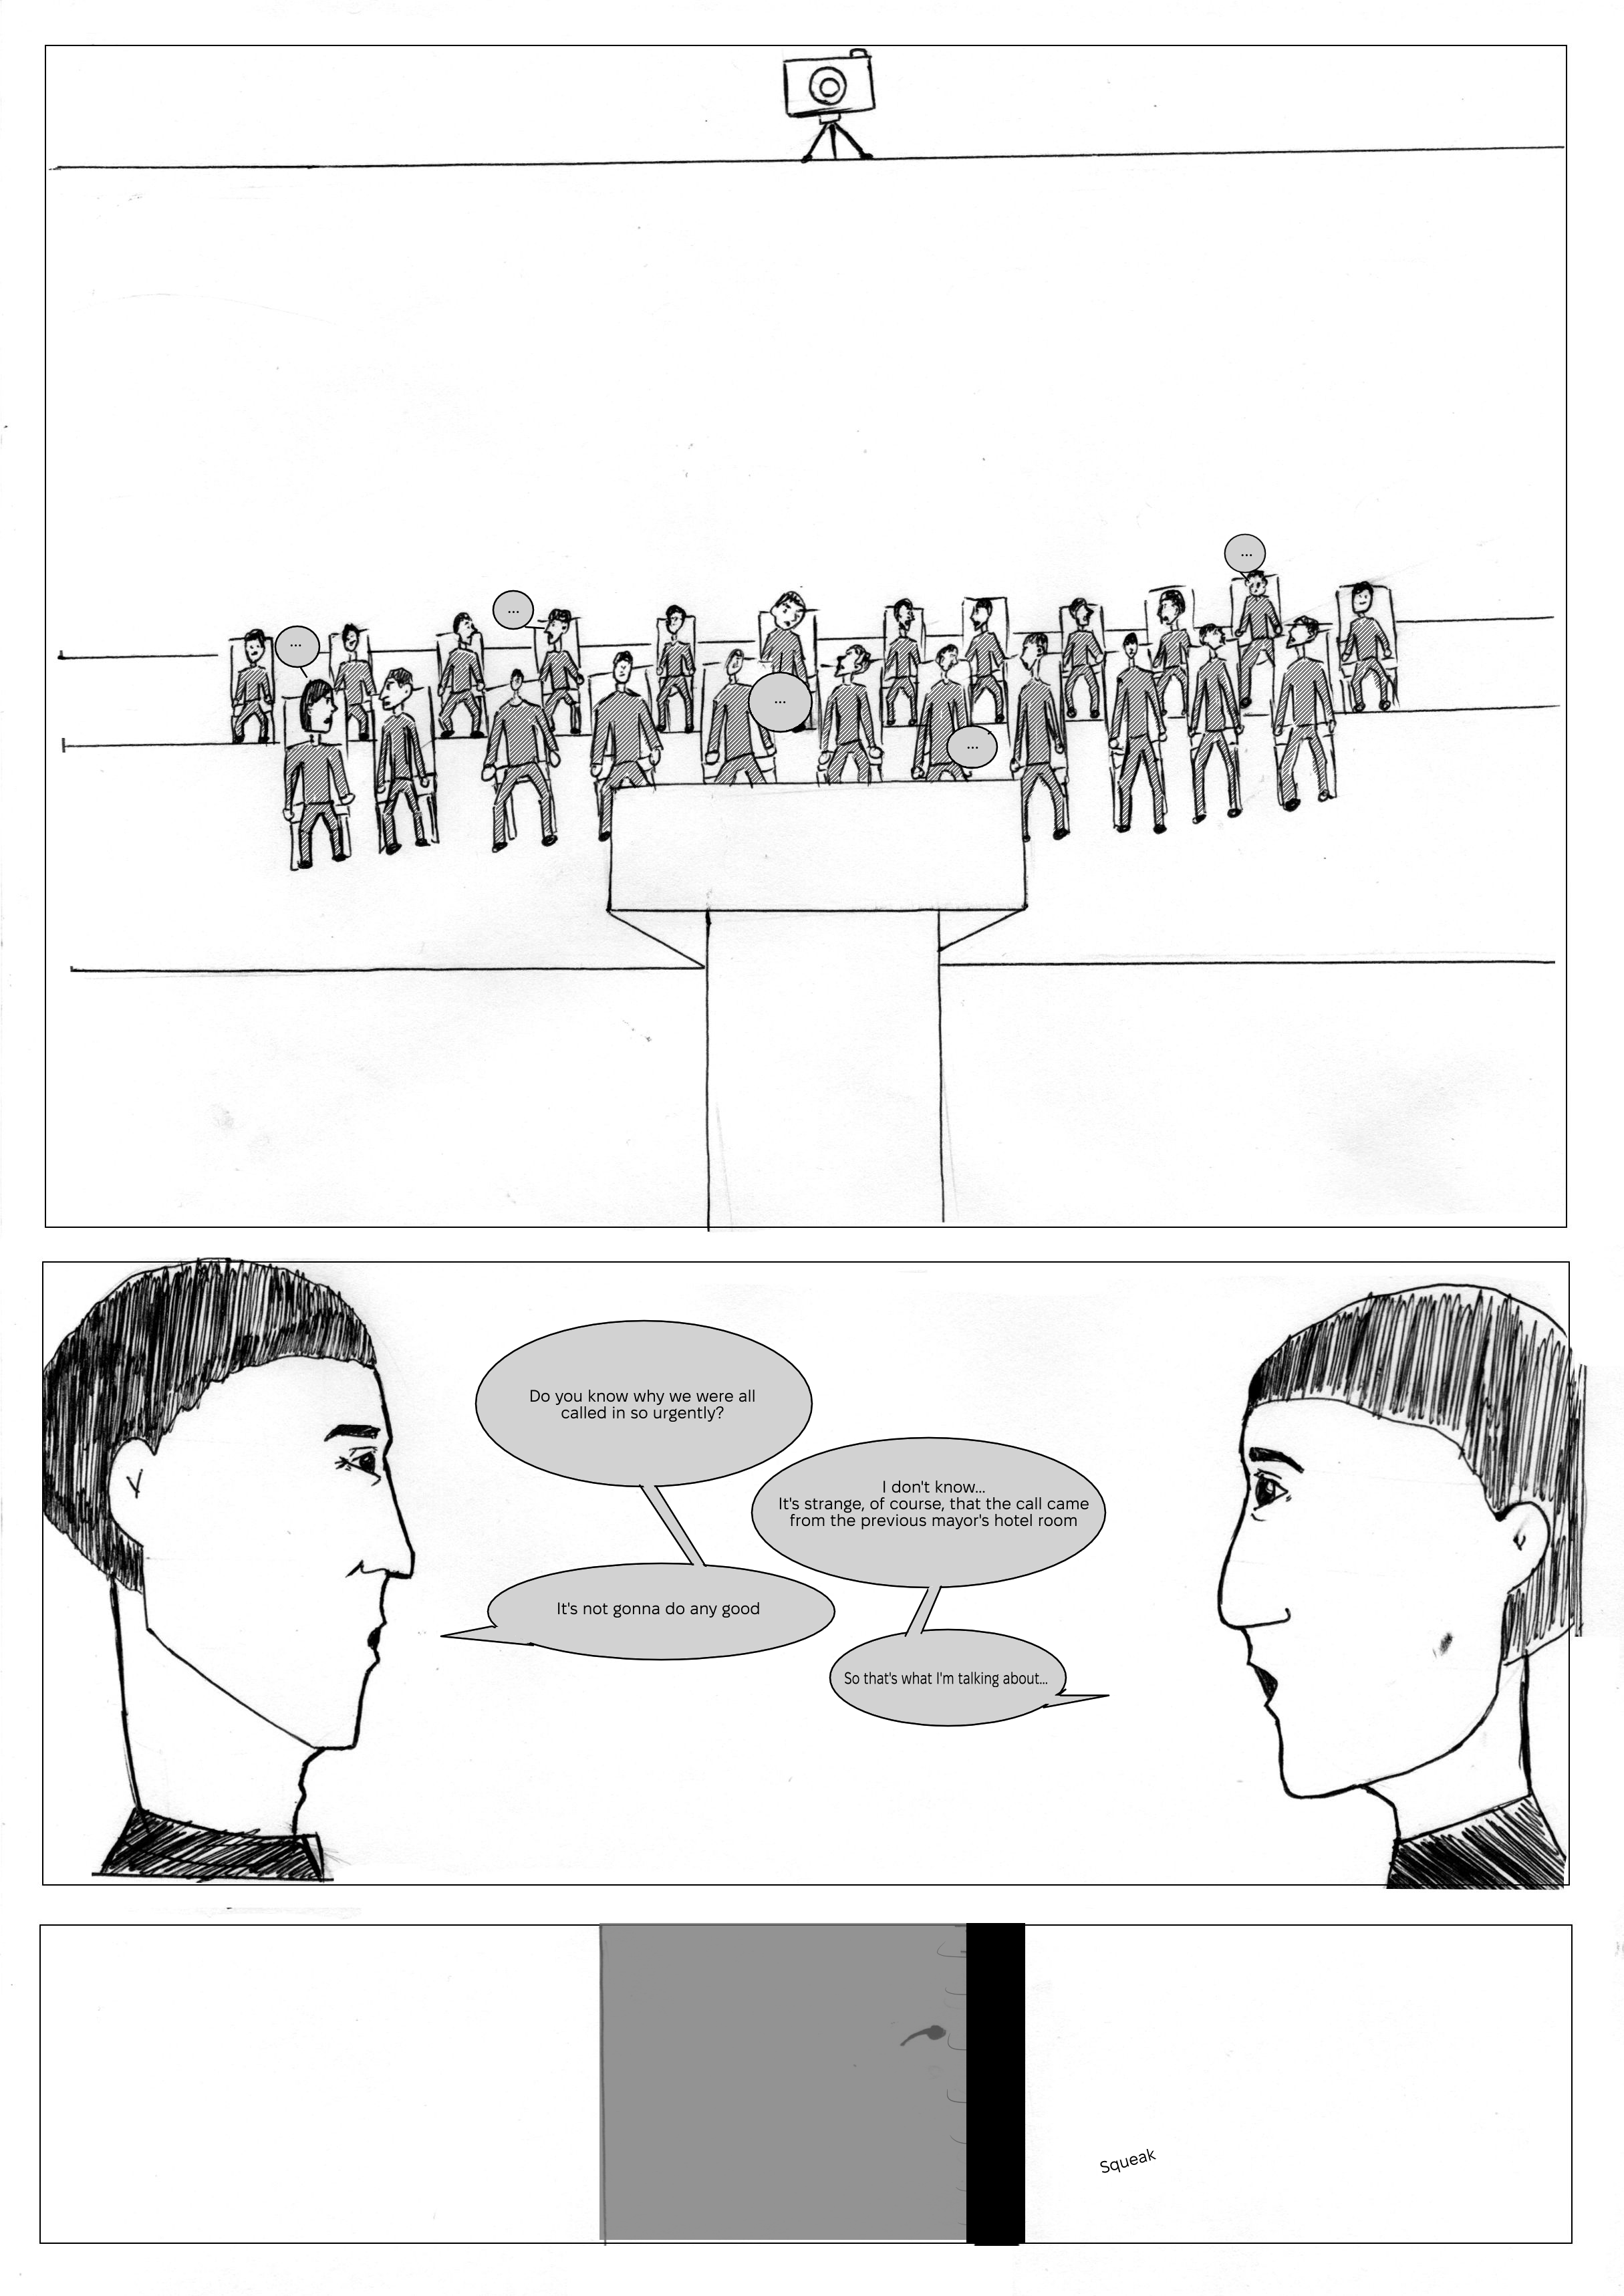 ...
...
...
...
...
Do you know why we were all
called in so urgently?
I don't know...
It's strange, of course, that the call came
from the previous mayor's hotel room
It's not gonna do any good
So that's what I'm talking about...
Squeak